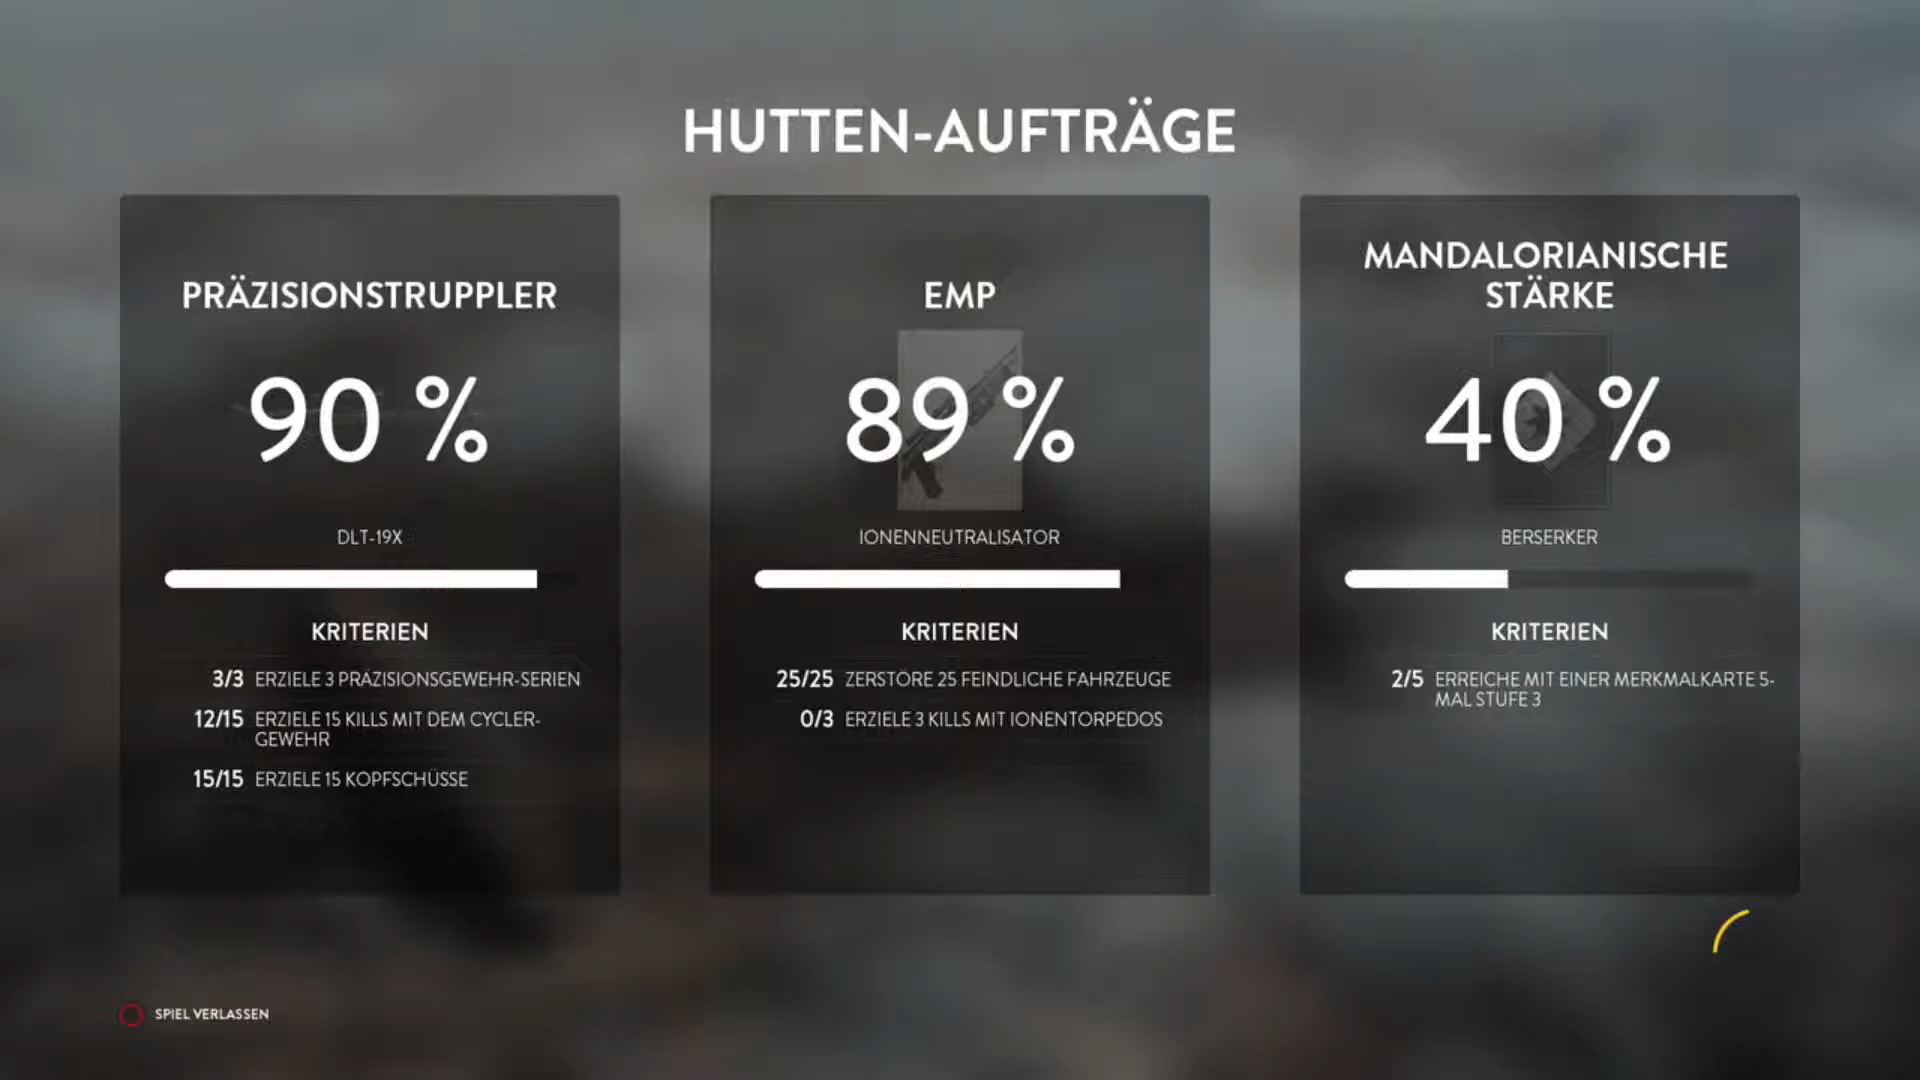 HUTTEN-AUFTRÄGE
PRÄZISIONSTRUPPLER
90 %
DLT-19X
KRITERIEN
3/3 ERZIELE 3 PRÄZISIONSGEWEHR-SERIEN
12/15 ERZIELE 15 KILLS MIT DEM CYCLER-
GEWEHR
15/15 ERZIELE 15 KOPFSCHÜSSE
EMP
89 %
IONENNEUTRALISATOR
KRITERIEN
25/25 ZERSTÖRE 25 FEINDLICHE FAHRZEUGE
0/3 ERZIELE 3 KILLS MIT IONENTORPEDOS
MANDALORIANISCHE
STÄRKE
40 %
BERSERKER
KRITERIEN
2/5 ERREICHE MIT EINER MERKMALKARTE 5-
MAL STUFE 3
SPIEL VERLASSEN